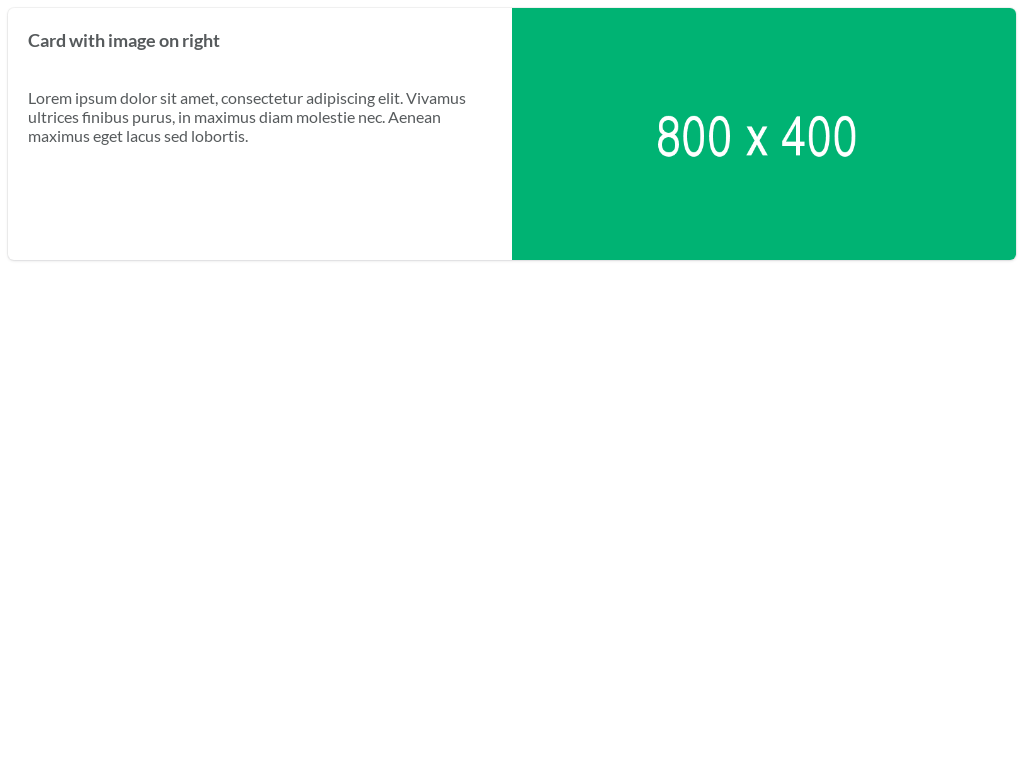 Card with image on right
Lorem ipsum dolor sit amet, consectetur adipiscing elit. Vivamus
ultrices finibus purus, in maximus diam molestie nec. Aenean
maximus eget lacus sed lobortis.
800 x 400